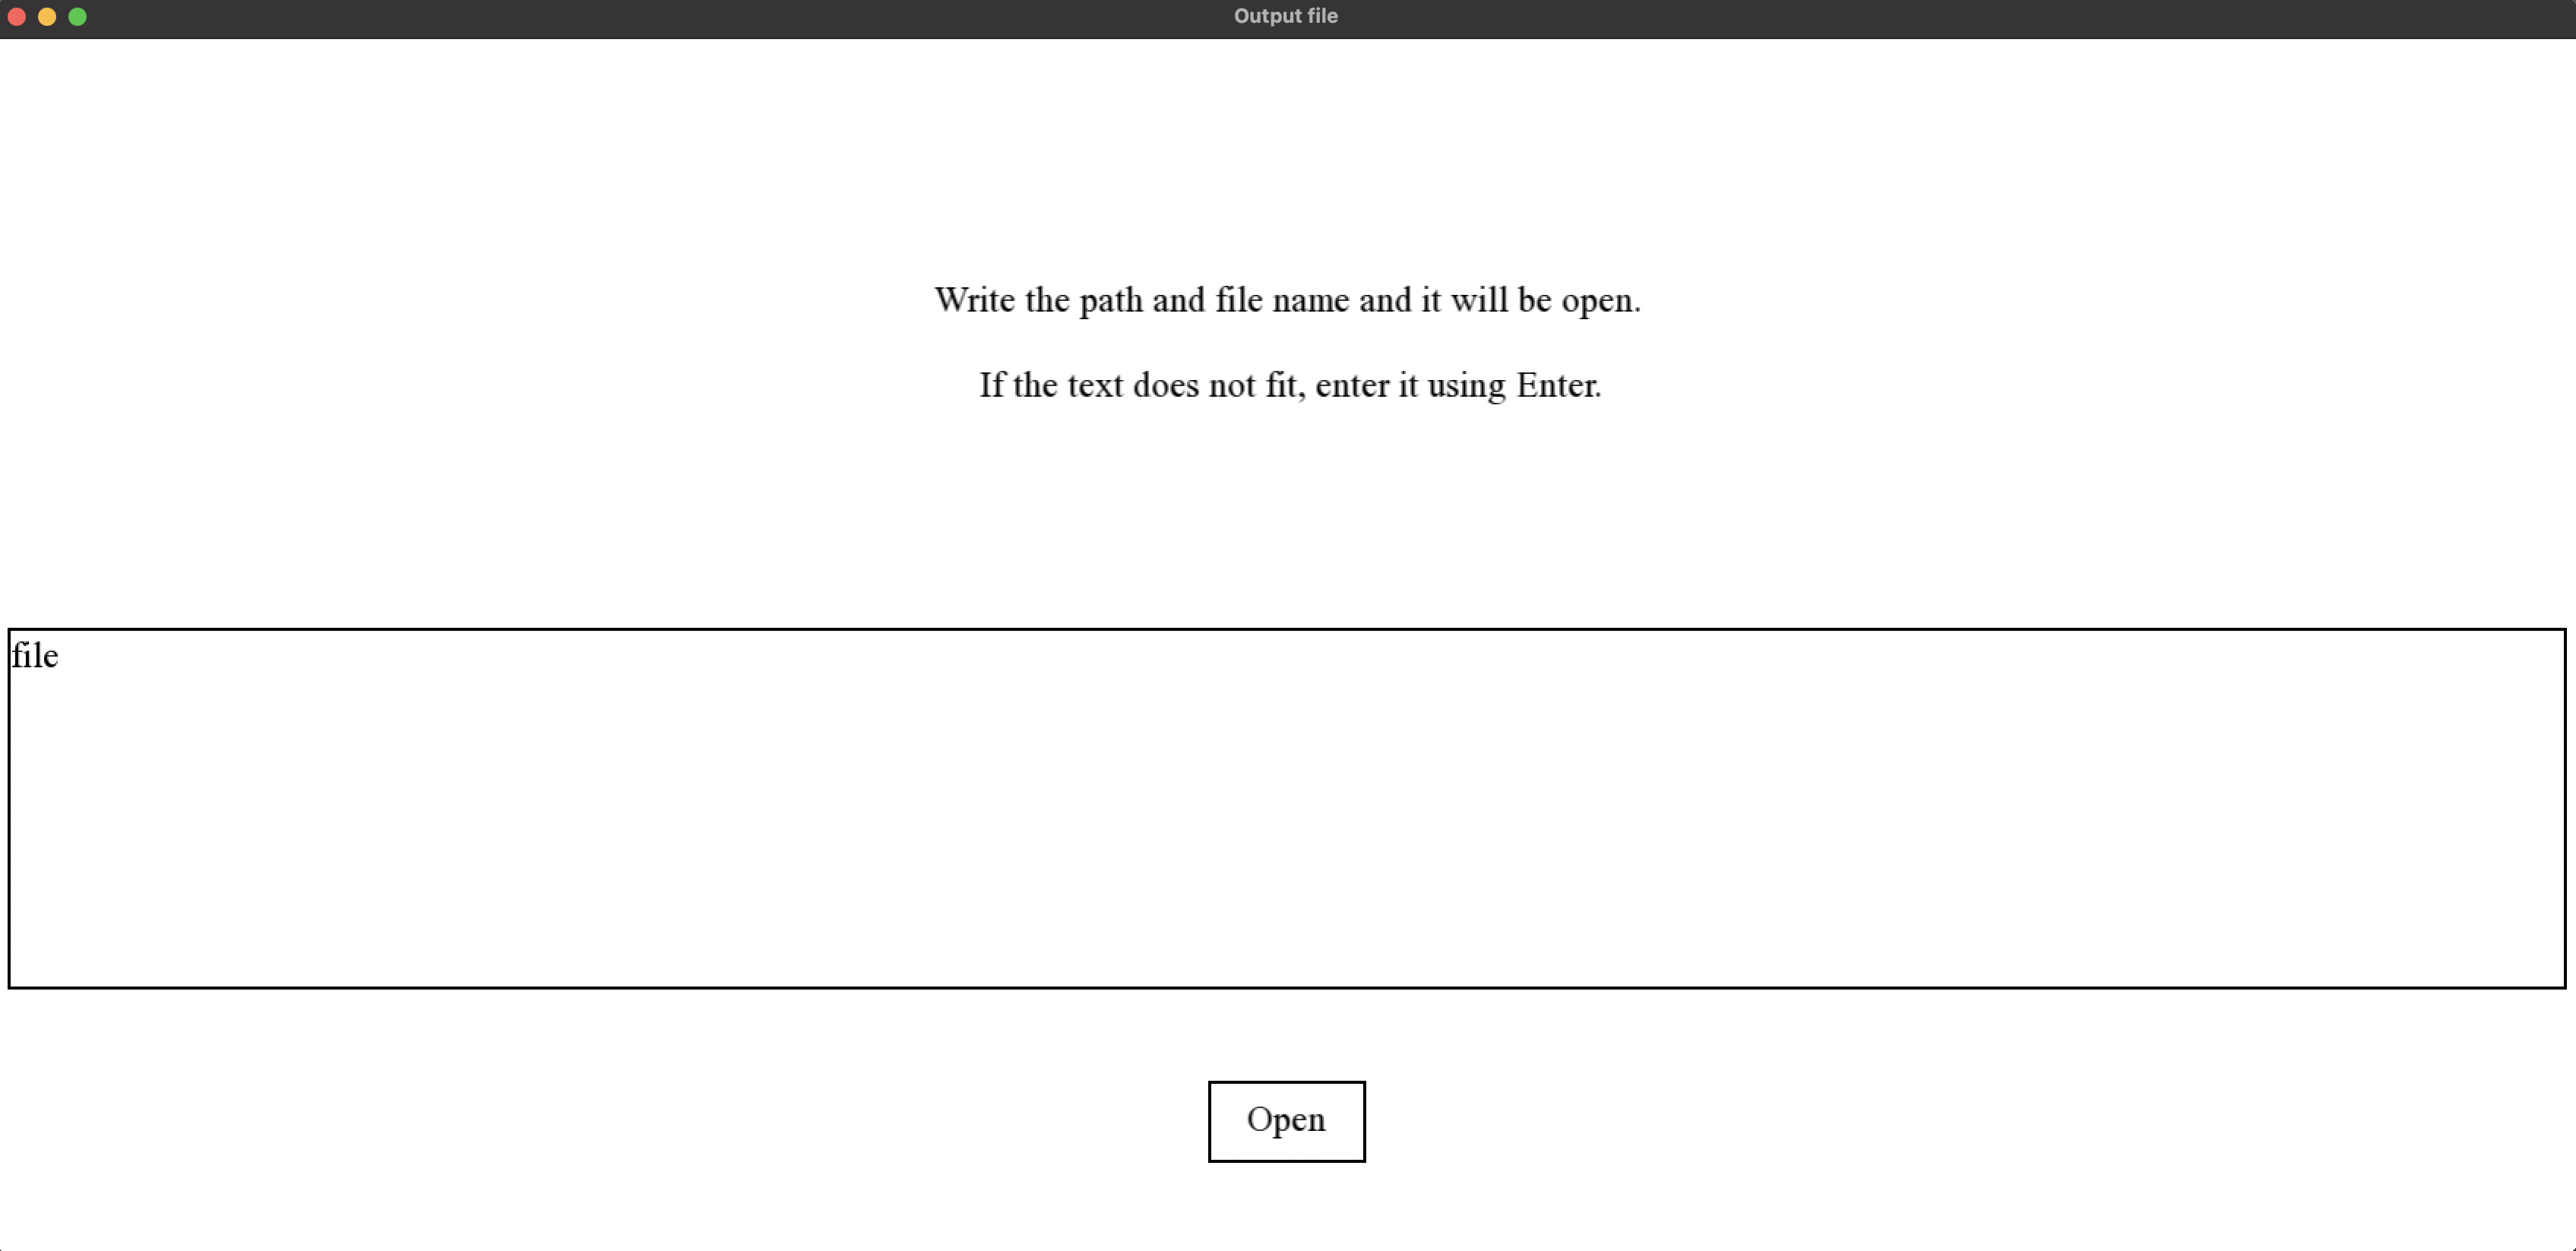 Output file
Write the path and file name and it will be open.
If the text does not fit, enter it using Enter.
file
Open